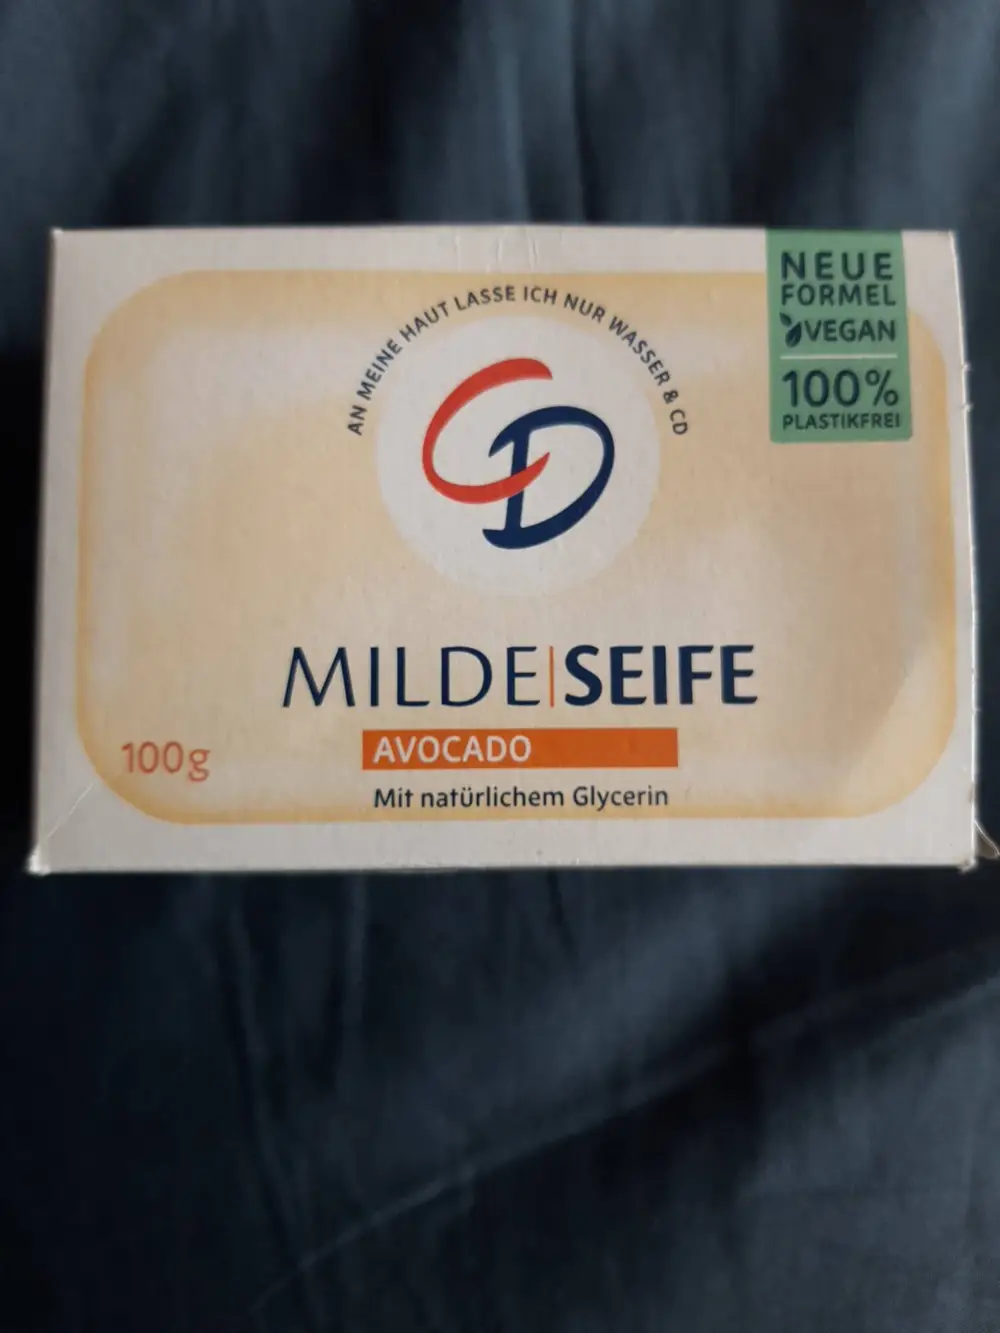 AN MEINE HAUT LASSE ICH NUR WASSER & CD
CD
NEUE
FORMEL
VEGAN
100%
PLASTIKFREI
MILDE|SEIFE
AVOCADO
Mit natürlichem Glycerin
100g